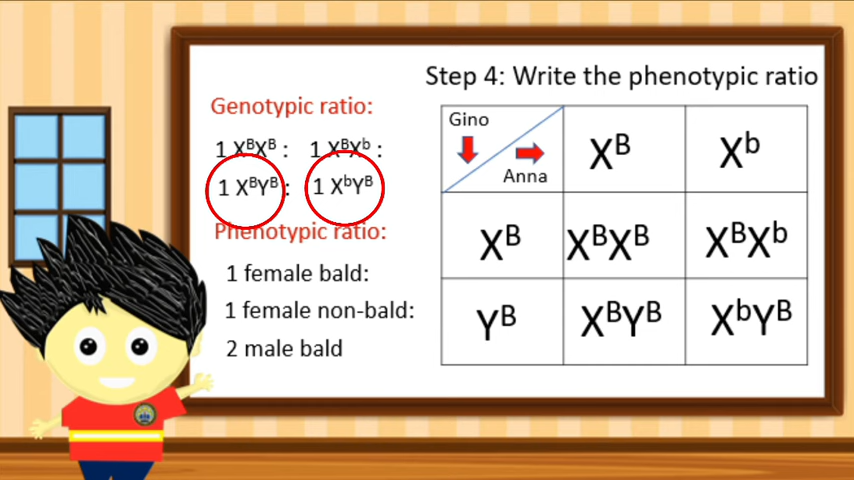 Step 4: Write the phenotypic ratio
Genotypic ratio:
1 XᴮXᴮ : 1 XᴮXᵇ :
1 XᴮYᴮ : 1 XᵇYᴮ
Phenotypic ratio:
1 female bald:
1 female non-bald:
2 male bald
Gino
Anna
Xᴮ Xᵇ
Xᴮ XᴮXᴮ XᴮXᵇ
Yᴮ XᴮYᴮ XᵇYᴮ